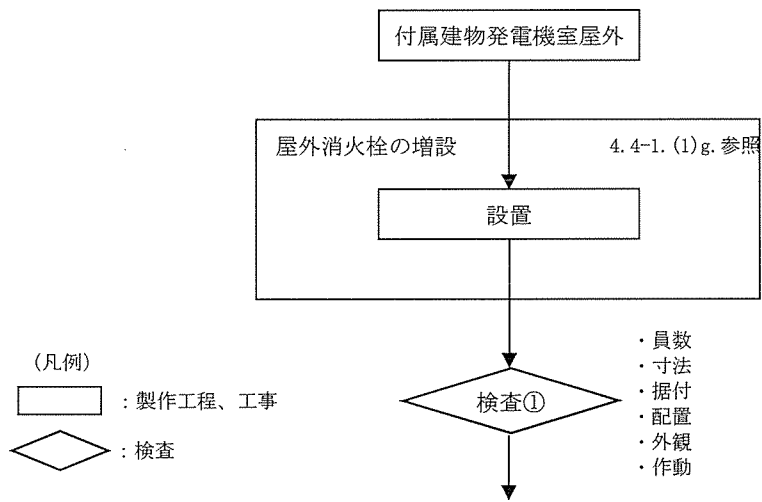 付属建物発電機室屋外
屋外消火栓の増設
4.4-1.(1)g.参照
設置
検査①
・員数
・寸法
・据付
・配置
・外観
・作動
(凡例)
：製作工程、工事
：検査